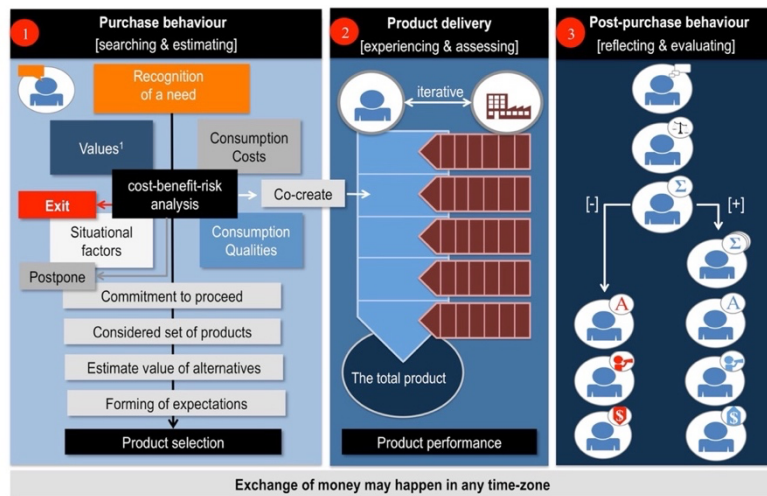 1
Purchase behaviour
[searching & estimating]
Recognition
of a need
Values¹
Consumption
Costs
cost-benefit-risk
analysis
Exit
Co-create
Situational
factors
Consumption
Qualities
Postpone
Commitment to proceed
Considered set of products
Estimate value of alternatives
Forming of expectations
Product selection
2
Product delivery
[experiencing & assessing]
iterative
The total product
Product performance
3
Post-purchase behaviour
[reflecting & evaluating]
Σ
[-]
[+]
Σ
A
A
$
$
Exchange of money may happen in any time-zone